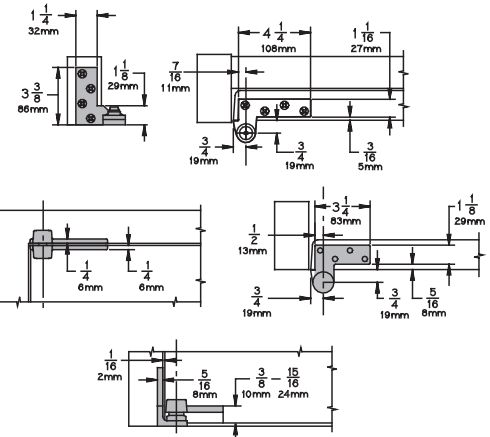 1 1/4
32mm
3 3/8
86mm
1 1/8
29mm
4 1/4
108mm
1 1/16
27mm
7/16
11mm
3/4
19mm
3/4
19mm
3/16
5mm
1/4
6mm
1/4
6mm
3 1/4
83mm
1 1/8
29mm
1/2
13mm
3/4
19mm
3/4
19mm
5/16
8mm
1/16
2mm
5/16
8mm
3/8 - 15/16
10mm 24mm